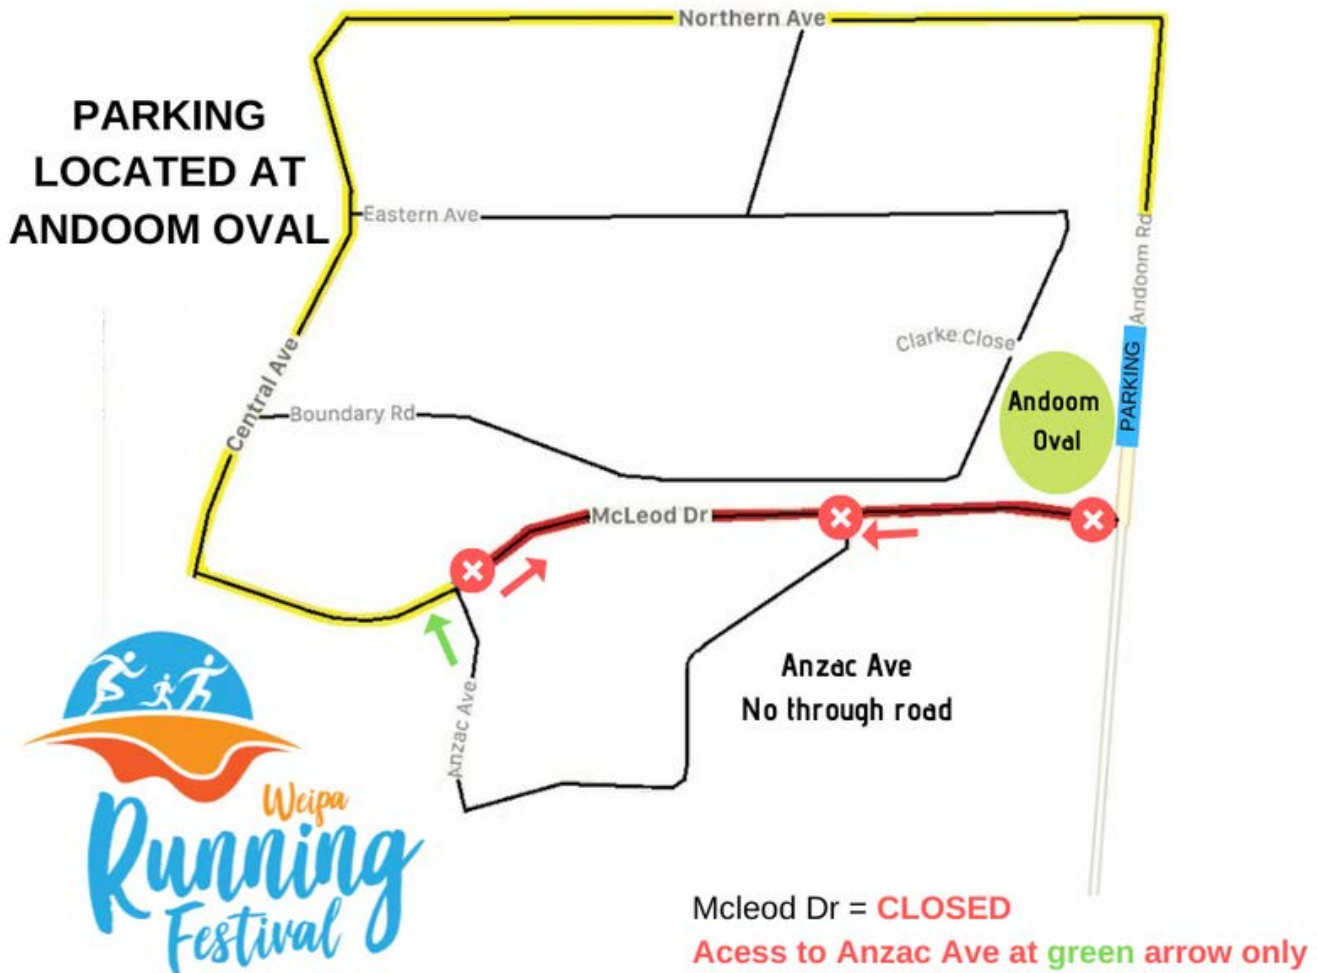 Northern Ave
PARKING
LOCATED AT
ANDOOM OVAL
Eastern Ave
Andoom Rd
Clarke Close
Central Ave
PARKING
Boundary Rd
Andoom
Oval
McLeod Dr
Anzac Ave
Anzac Ave
No through road
Weipa
Running
Festival
Mcleod Dr = CLOSED
Acess to Anzac Ave at green arrow only